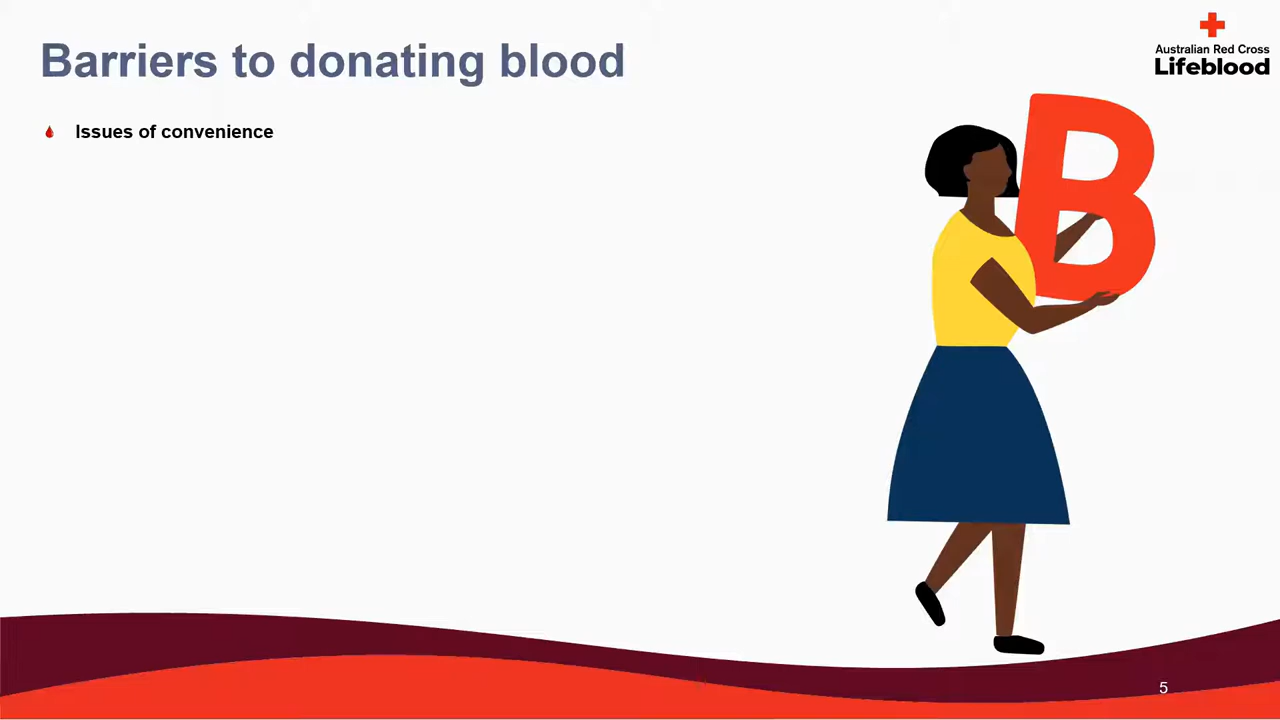 Barriers to donating blood
Australian Red Cross
Lifeblood
Issues of convenience
B
5